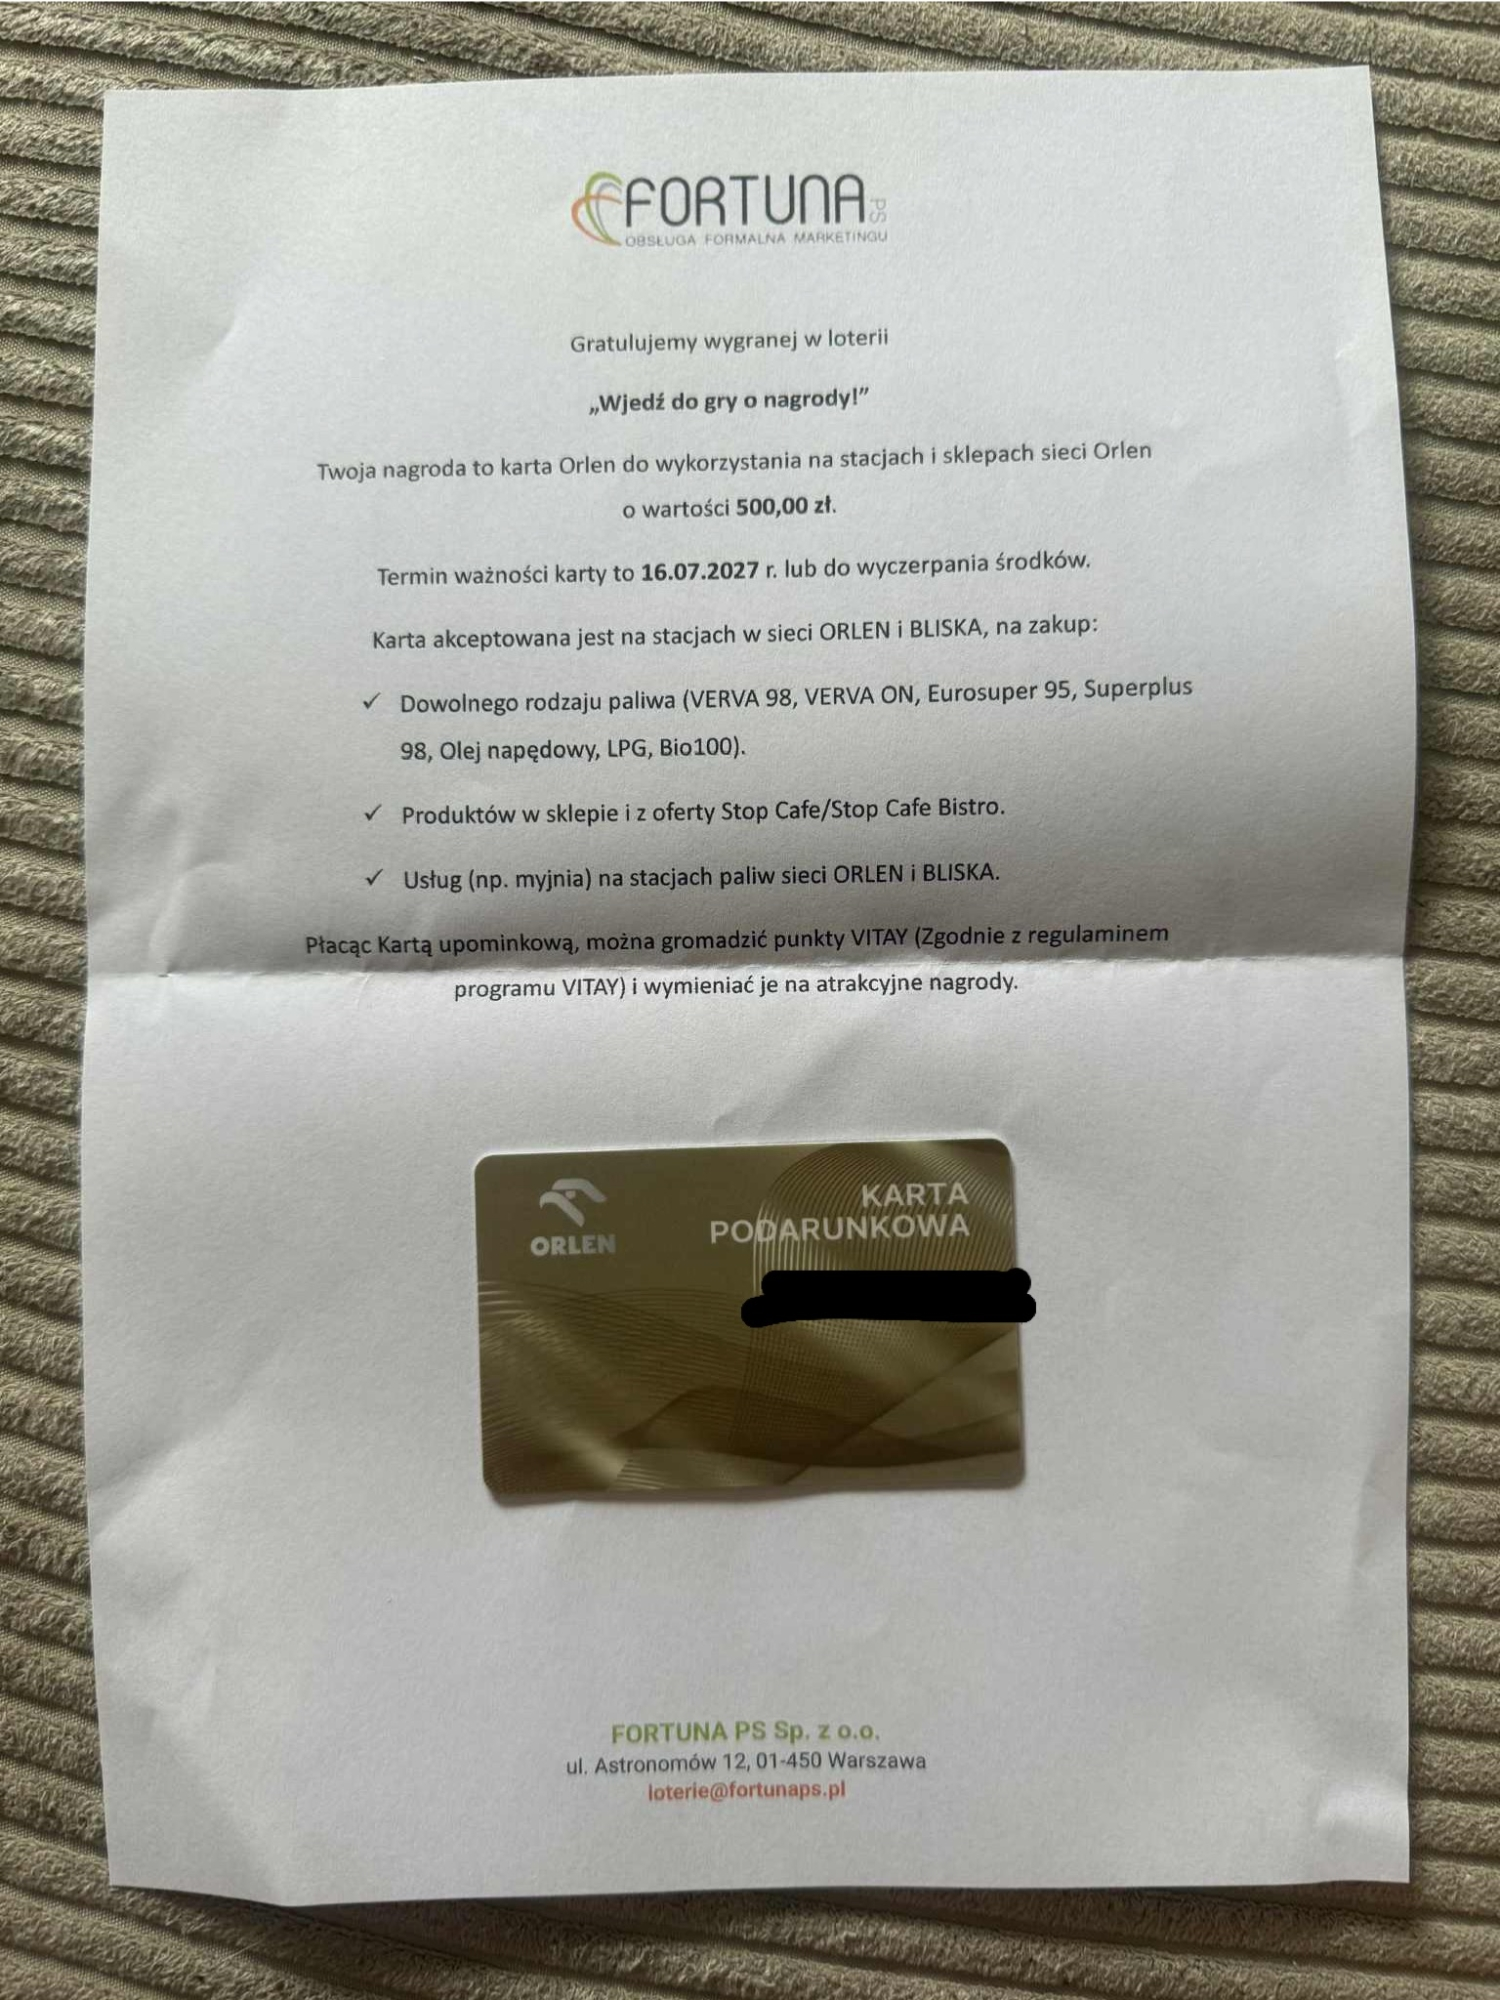 FORTUNA PS
OBSŁUGA FORMALNA MARKETINGU
Gratulujemy wygranej w loterii
„Wjedź do gry o nagrody!”
Twoja nagroda to karta Orlen do wykorzystania na stacjach i sklepach sieci Orlen
o wartości 500,00 zł.
Termin ważności karty to 16.07.2027 r. lub do wyczerpania środków.
Karta akceptowana jest na stacjach w sieci ORLEN i BLISKA, na zakup:
✓ Dowolnego rodzaju paliwa (VERVA 98, VERVA ON, Eurosuper 95, Superplus
98, Olej napędowy, LPG, Bio100).
✓ Produktów w sklepie i z oferty Stop Cafe/Stop Cafe Bistro.
✓ Usług (np. myjnia) na stacjach paliw sieci ORLEN i BLISKA.
Płacąc Kartą upominkową, można gromadzić punkty VITAY (Zgodnie z regulaminem
programu VITAY) i wymieniać je na atrakcyjne nagrody.
KARTA
PODARUNKOWA
ORLEN
FORTUNA PS Sp. z o.o.
ul. Astronomów 12, 01-450 Warszawa
loterie@fortunaps.pl